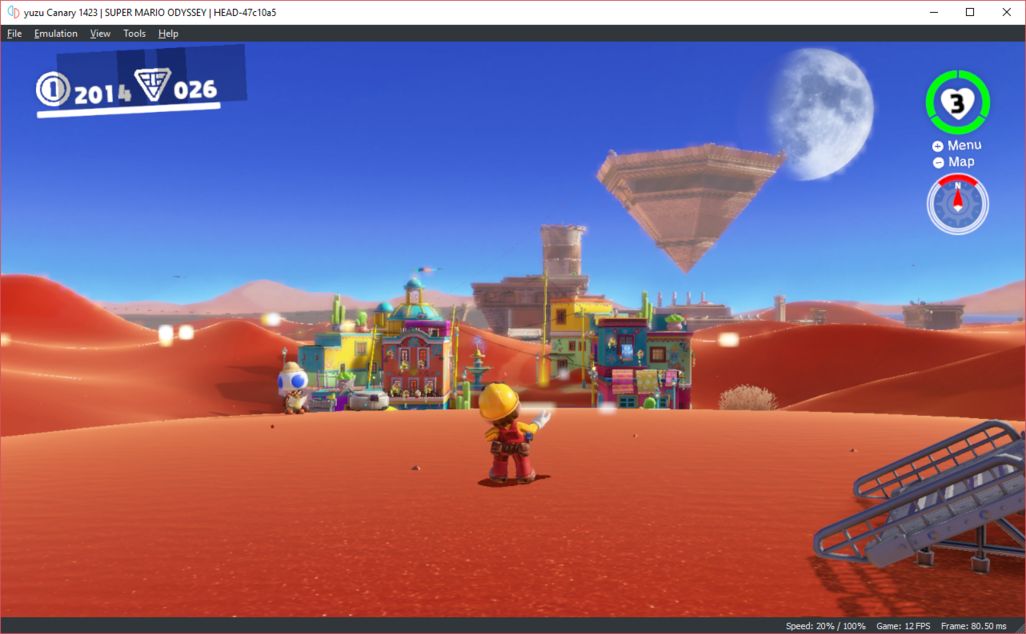 yuzu Canary 1423 | SUPER MARIO ODYSSEY | HEAD-47c10a5
File Emulation View Tools Help
1 2014 026
3
+ Menu
- Map
N
Speed: 20% / 100% Game: 12 FPS Frame: 80.50 ms